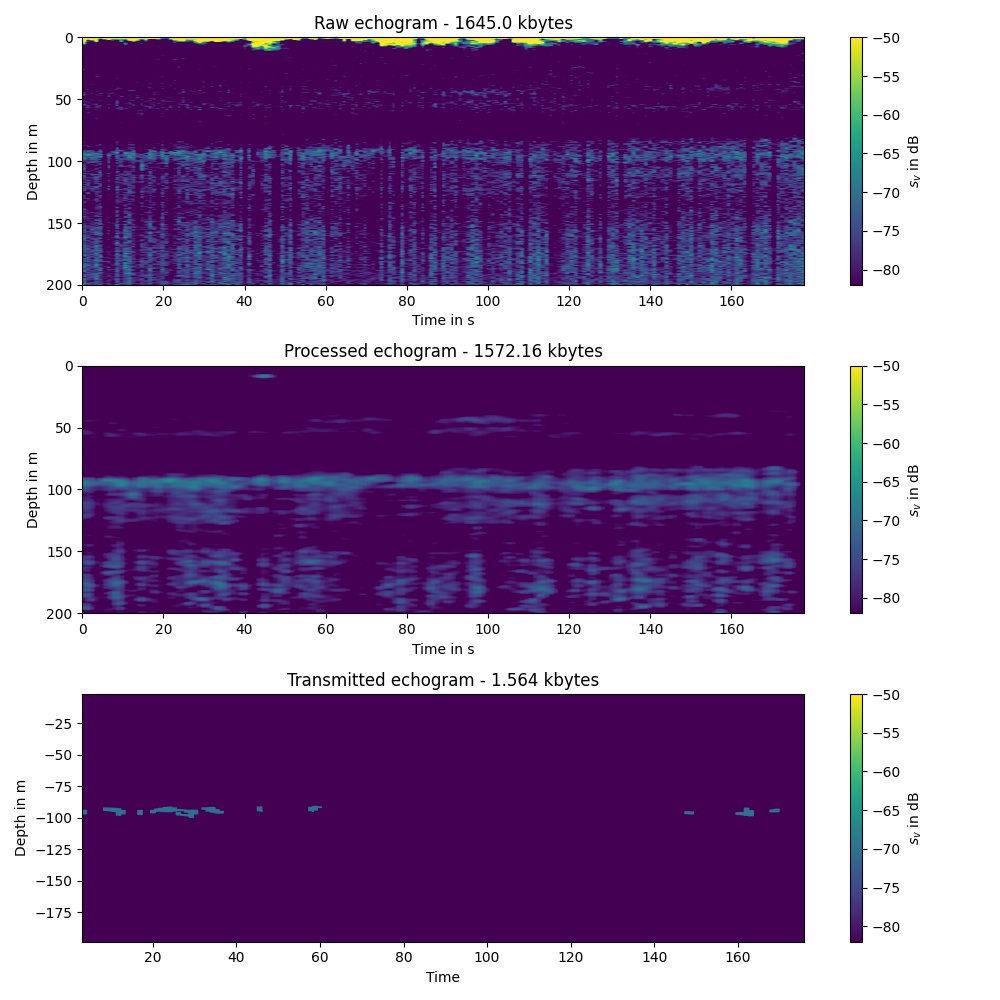 Raw echogram - 1645.0 kbytes
0
50
100
150
200
Depth in m
0 20 40 60 80 100 120 140 160
Time in s
−50
−55
−60
−65
−70
−75
−80
sv in dB
Processed echogram - 1572.16 kbytes
0
50
100
150
200
Depth in m
0 20 40 60 80 100 120 140 160
Time in s
−50
−55
−60
−65
−70
−75
−80
sv in dB
Transmitted echogram - 1.564 kbytes
−25
−50
−75
−100
−125
−150
−175
Depth in m
20 40 60 80 100 120 140 160
Time
−50
−55
−60
−65
−70
−75
−80
sv in dB